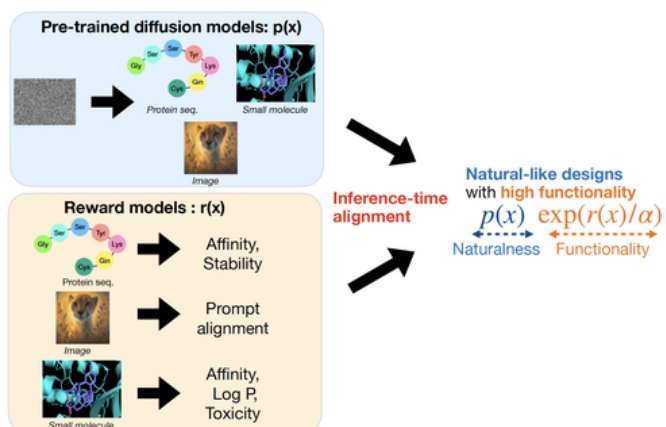 Pre-trained diffusion models: p(x)
Gly Ser Ser Tyr Lys Gin Cys
Protein seq.
Small molecule
Image
Reward models : r(x)
Gly Ser Ser Tyr Lys Gin Cys
Protein seq.
Affinity,
Stability
Image
Prompt
alignment
Small molecule
Affinity,
Log P,
Toxicity
Inference-time
alignment
Natural-like designs
with high functionality
p(x) exp(r(x)/α)
Naturalness Functionality